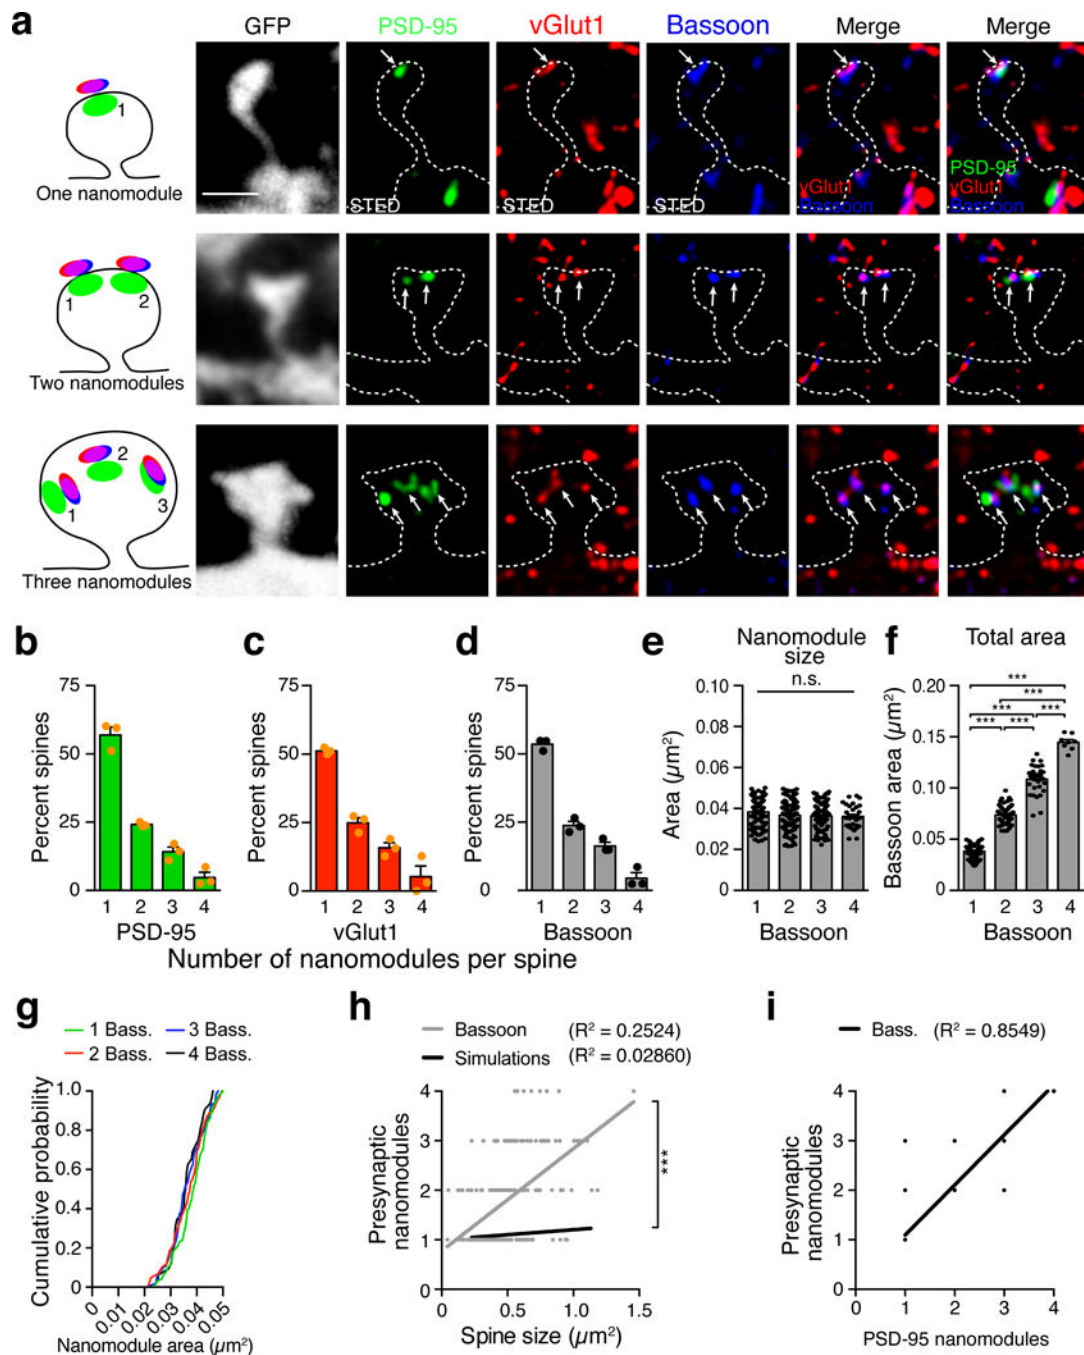 a
GFP PSD-95 vGlut1 Bassoon Merge Merge
1
One nanomodule
STED STED STED
vGlut1
Bassoon
PSD-95
vGlut1
Bassoon
1 2
Two nanomodules
1 2 3
Three nanomodules
b
Percent spines
75
50
25
0
1 2 3 4
PSD-95
c
Percent spines
75
50
25
0
1 2 3 4
vGlut1
d
Percent spines
75
50
25
0
1 2 3 4
Bassoon
Number of nanomodules per spine
e
Nanomodule
size
n.s.
Area (µm²)
0.10
0.08
0.06
0.04
0.02
0
1 2 3 4
Bassoon
f
Total area
***
***
*** ***
*** ***
Bassoon area (µm²)
0.20
0.15
0.10
0.05
0
1 2 3 4
Bassoon
g
1 Bass. 3 Bass.
2 Bass. 4 Bass.
Cumulative probability
1.0
0.8
0.6
0.4
0.2
0
0 0.01 0.02 0.03 0.04 0.05
Nanomodule area (µm²)
h
Bassoon (R² = 0.2524)
Simulations (R² = 0.02860)
Presynaptic
nanomodules
4
3
2
1
0
***
0 0.5 1.0 1.5
Spine size (µm²)
i
Bass. (R² = 0.8549)
Presynaptic
nanomodules
4
3
2
1
0
0 1 2 3 4
PSD-95 nanomodules